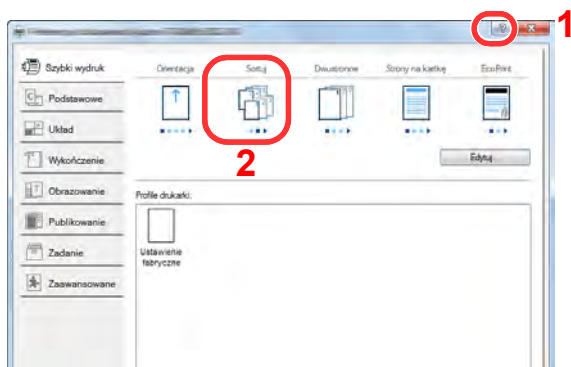 ? X 1
Szybki wydruk
Orientacja Sortuj Dwustronne Strony na kartkę EcoPrint
Podstawowe
Układ
2
Wykończenie
Edytuj
Obrazowanie
Profile drukarki:
Publikowanie
Zadanie
Ustawienie
fabryczne
Zaawansowane